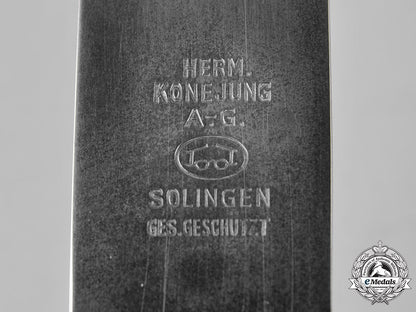 HERM.
KONEJUNG
A-G.
SOLINGEN
GES.GESCHÜTZT
eMedals